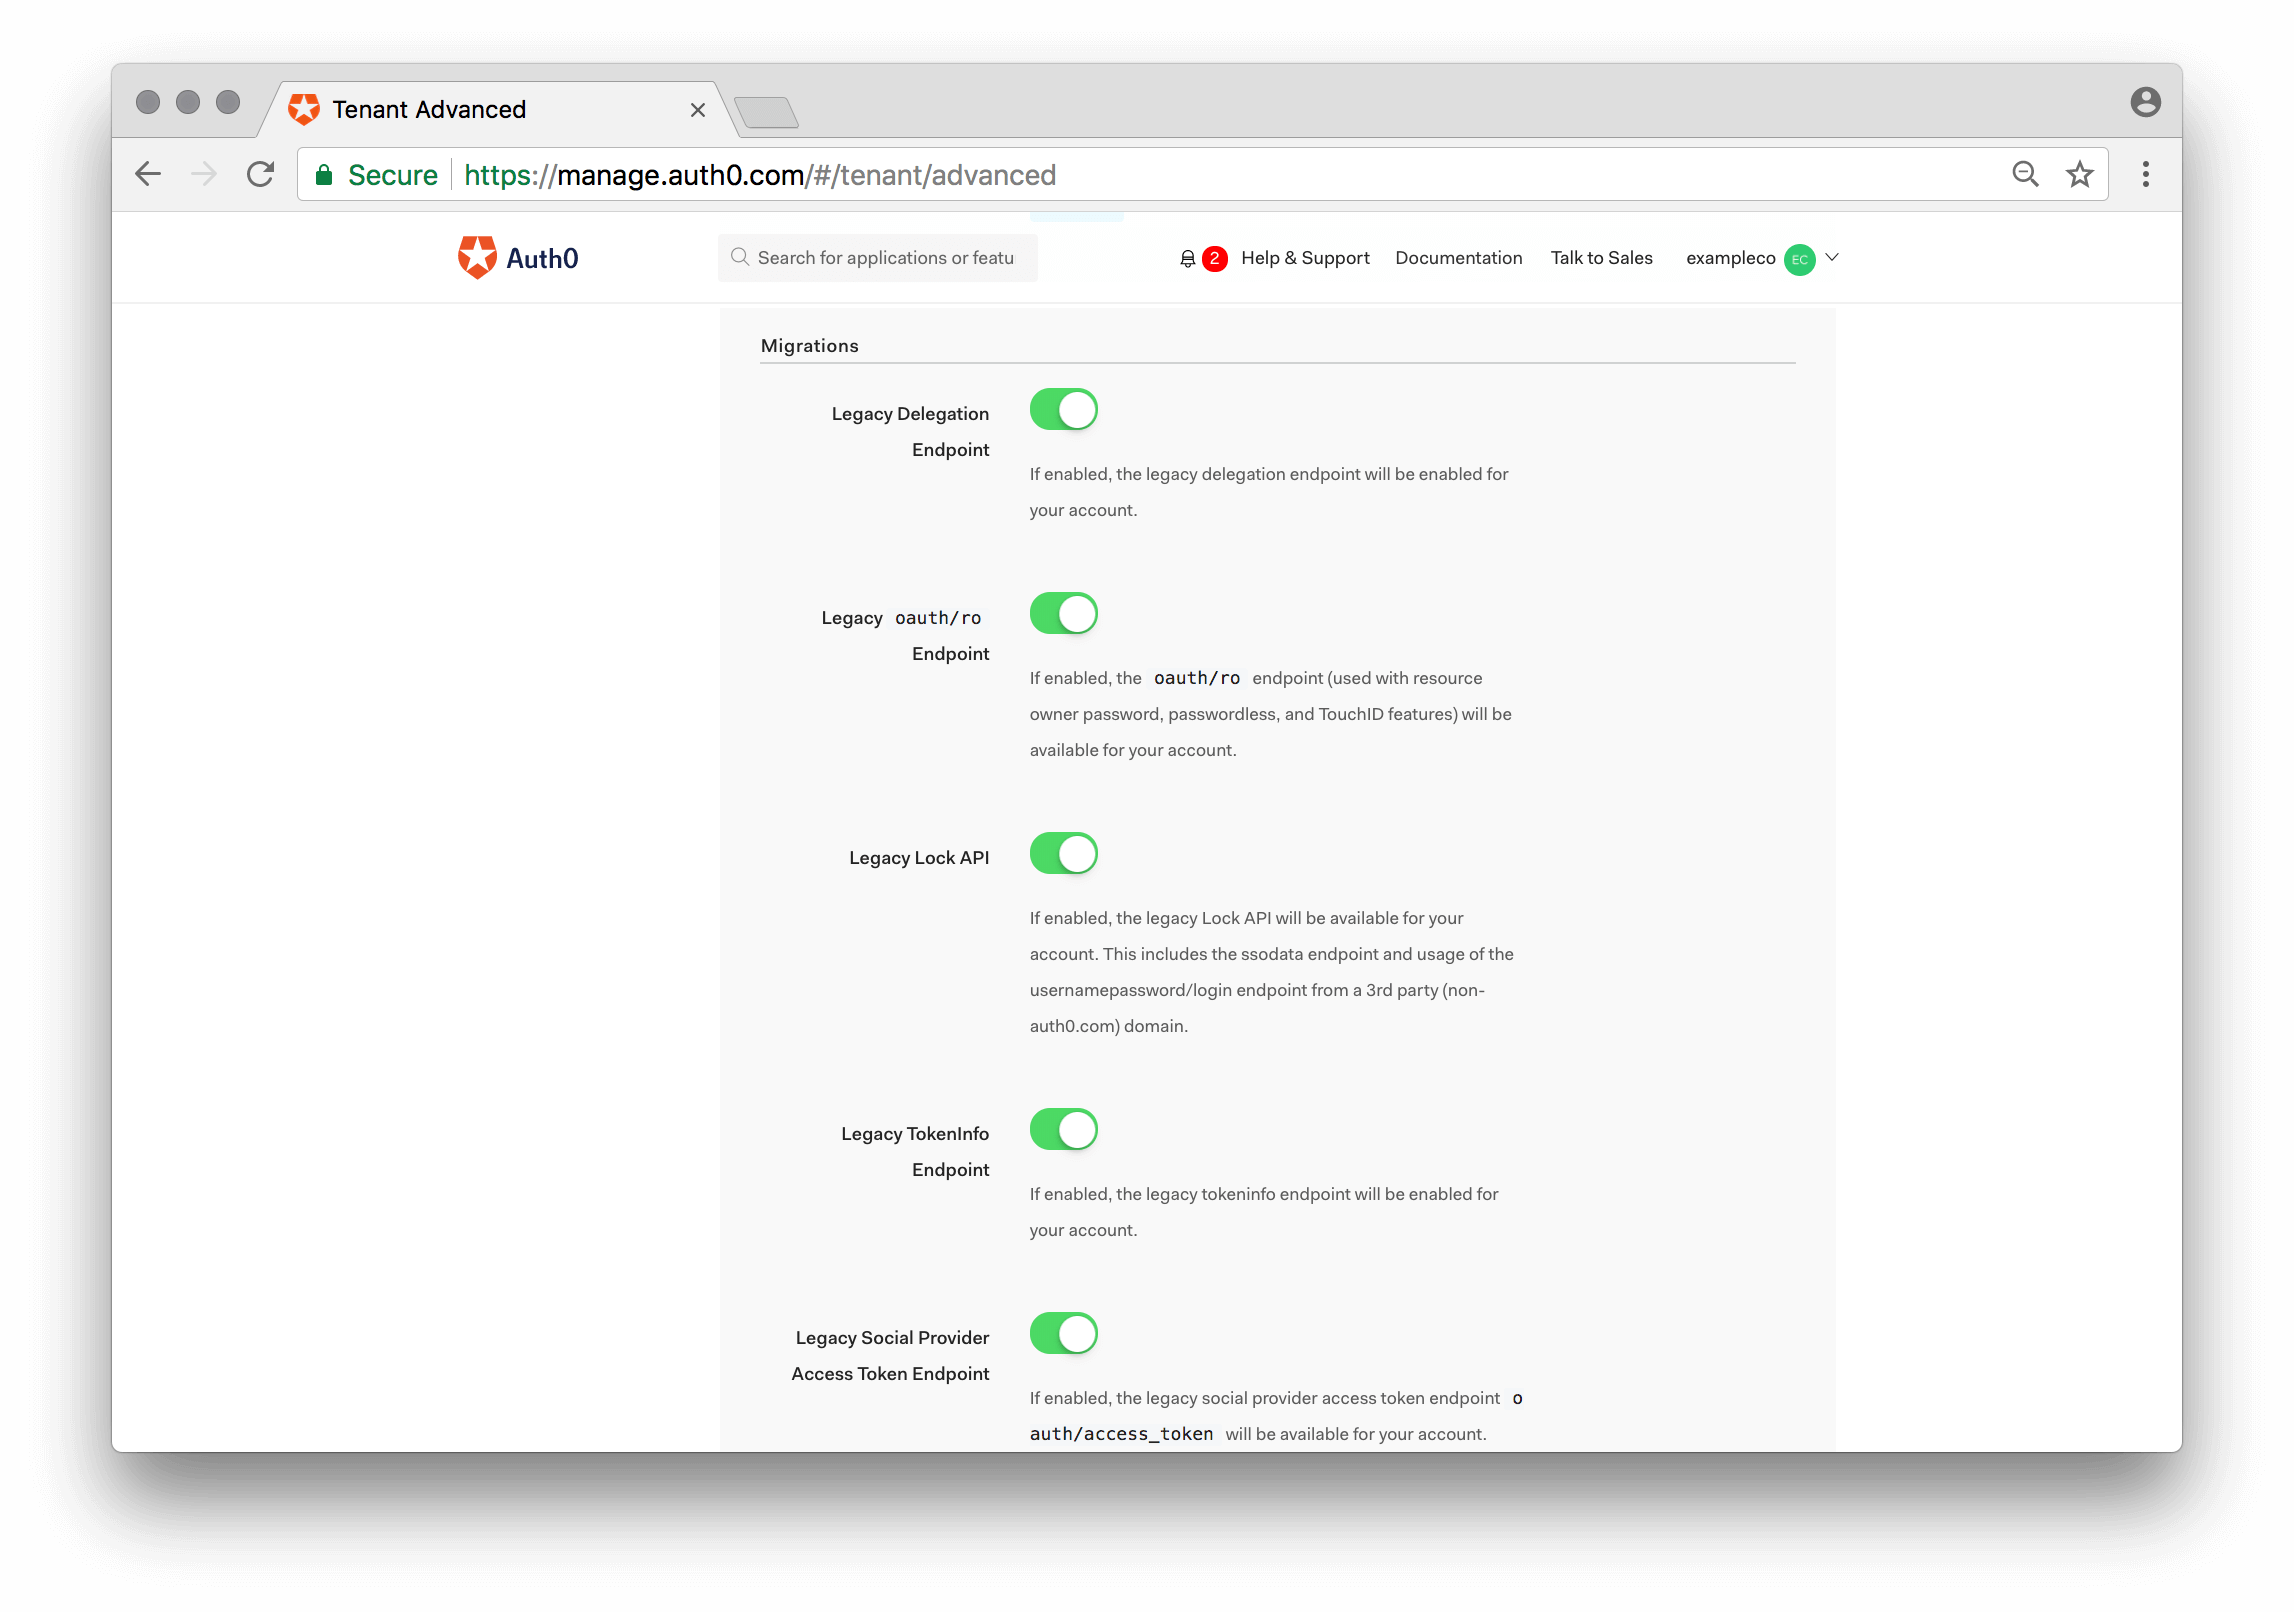 Tenant Advanced
Secure https://manage.auth0.com/#/tenant/advanced
Auth0 Search for applications or featu 2 Help & Support Documentation Talk to Sales exampleco EC
Migrations
Legacy Delegation
Endpoint
If enabled, the legacy delegation endpoint will be enabled for
your account.
Legacy oauth/ro
Endpoint
If enabled, the oauth/ro endpoint (used with resource
owner password, passwordless, and TouchID features) will be
available for your account.
Legacy Lock API
If enabled, the legacy Lock API will be available for your
account. This includes the ssodata endpoint and usage of the
usernamepassword/login endpoint from a 3rd party (non-
auth0.com) domain.
Legacy TokenInfo
Endpoint
If enabled, the legacy tokeninfo endpoint will be enabled for
your account.
Legacy Social Provider
Access Token Endpoint
If enabled, the legacy social provider access token endpoint o
auth/access_token will be available for your account.